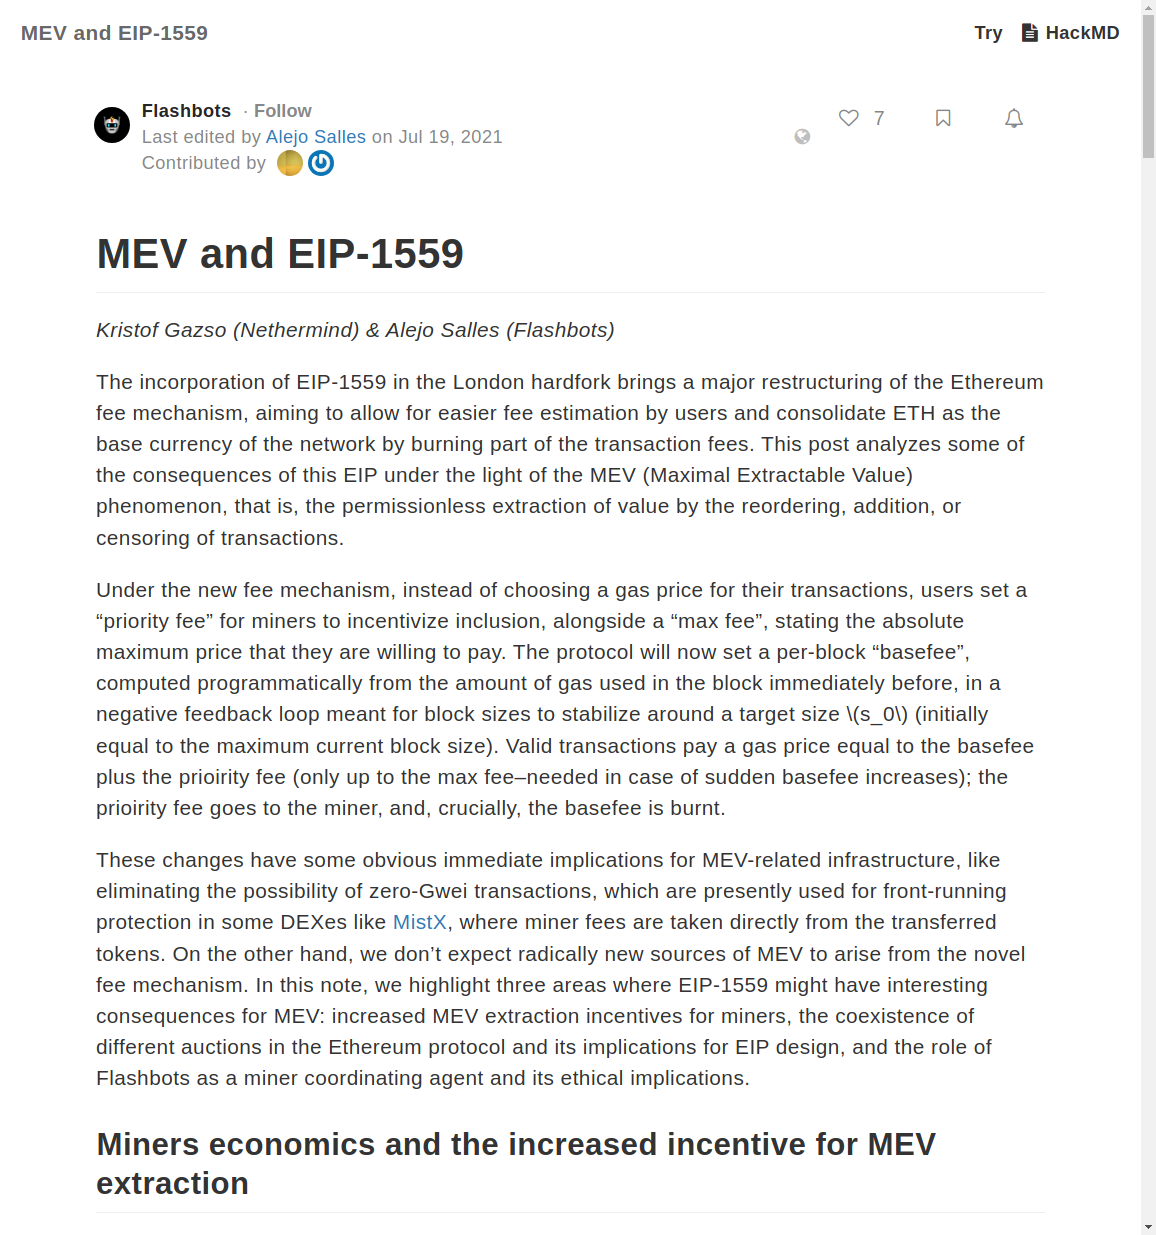 MEV and EIP-1559
Try HackMD
Flashbots · Follow
7
Last edited by Alejo Salles on Jul 19, 2021
Contributed by
MEV and EIP-1559
Kristof Gazso (Nethermind) & Alejo Salles (Flashbots)
The incorporation of EIP-1559 in the London hardfork brings a major restructuring of the Ethereum
fee mechanism, aiming to allow for easier fee estimation by users and consolidate ETH as the
base currency of the network by burning part of the transaction fees. This post analyzes some of
the consequences of this EIP under the light of the MEV (Maximal Extractable Value)
phenomenon, that is, the permissionless extraction of value by the reordering, addition, or
censoring of transactions.
Under the new fee mechanism, instead of choosing a gas price for their transactions, users set a
“priority fee” for miners to incentivize inclusion, alongside a “max fee”, stating the absolute
maximum price that they are willing to pay. The protocol will now set a per-block “basefee”,
computed programmatically from the amount of gas used in the block immediately before, in a
negative feedback loop meant for block sizes to stabilize around a target size \(s_0\) (initially
equal to the maximum current block size). Valid transactions pay a gas price equal to the basefee
plus the prioirity fee (only up to the max fee–needed in case of sudden basefee increases); the
prioirity fee goes to the miner, and, crucially, the basefee is burnt.
These changes have some obvious immediate implications for MEV-related infrastructure, like
eliminating the possibility of zero-Gwei transactions, which are presently used for front-running
protection in some DEXes like MistX, where miner fees are taken directly from the transferred
tokens. On the other hand, we don’t expect radically new sources of MEV to arise from the novel
fee mechanism. In this note, we highlight three areas where EIP-1559 might have interesting
consequences for MEV: increased MEV extraction incentives for miners, the coexistence of
different auctions in the Ethereum protocol and its implications for EIP design, and the role of
Flashbots as a miner coordinating agent and its ethical implications.
Miners economics and the increased incentive for MEV
extraction